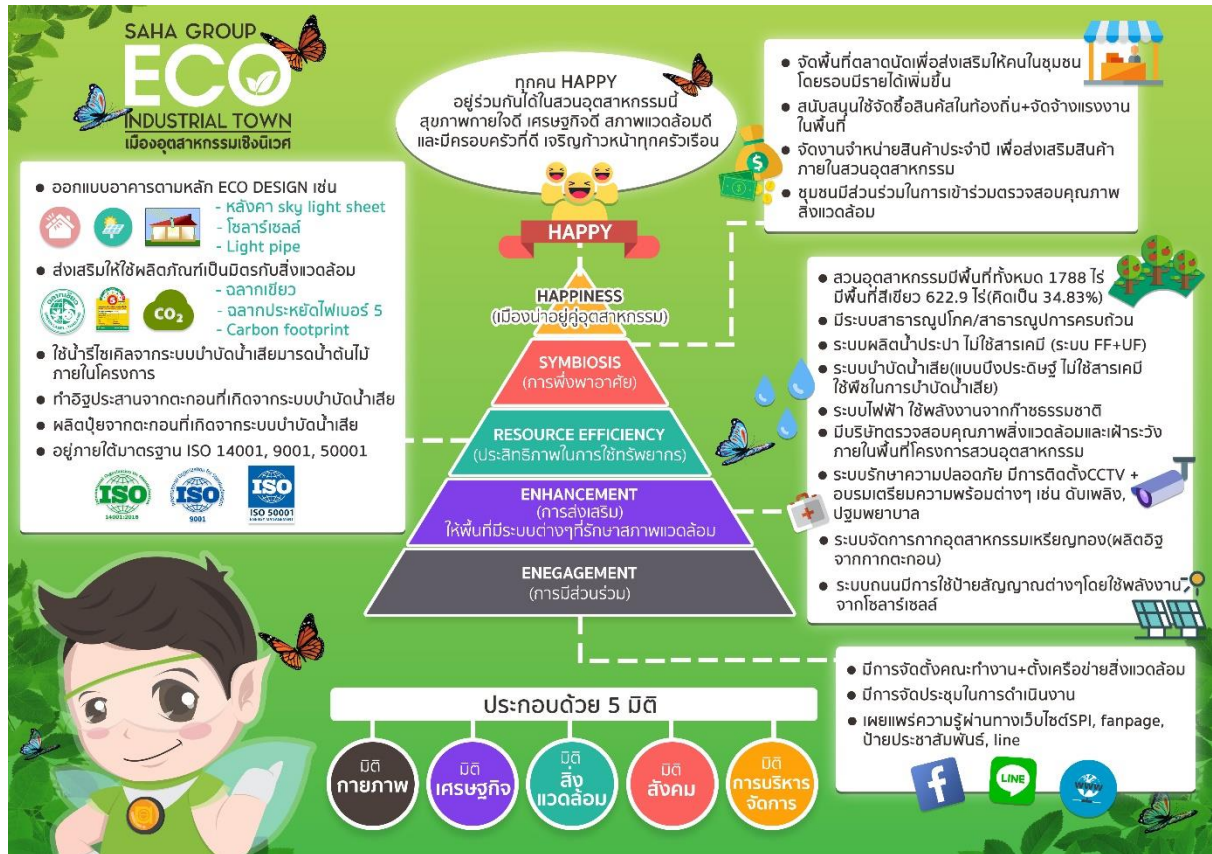 SAHA GROUP
ECO
INDUSTRIAL TOWN
เมืองอุตสาหกรรมเชิงนิเวศ
ทุกคน HAPPY
อยู่ร่วมกันได้ในสวนอุตสาหกรรมนี้
สุขภาพกายใจดี เศรษฐกิจดี สภาพแวดล้อมดี
และมีครอบครัวที่ดี เจริญก้าวหน้าทุกครัวเรือน
HAPPY
HAPPINESS
(เมืองน่าอยู่คู่อุตสาหกรรม)
SYMBIOSIS
(การพึ่งพาอาศัย)
RESOURCE EFFICIENCY
(ประสิทธิภาพในการใช้ทรัพยากร)
ENHANCEMENT
(การส่งเสริม)
ให้พื้นที่มีระบบต่างๆที่รักษาสภาพแวดล้อม
ENEGAGEMENT
(การมีส่วนร่วม)
• ออกแบบอาคารตามหลัก ECO DESIGN เช่น
- หลังคา sky light sheet
- โซลาร์เซลล์
- Light pipe
• ส่งเสริมให้ใช้ผลิตภัณฑ์เป็นมิตรกับสิ่งแวดล้อม
- ฉลากเขียว
- ฉลากประหยัดไฟเบอร์ 5
- Carbon footprint
ฉลากเขียว
5
CO2
• ใช้น้ำรีไซเคิลจากระบบบำบัดน้ำเสียมารดน้ำต้นไม้
ภายในโครงการ
• ทำอิฐประสานจากตะกอนที่เกิดจากระบบบำบัดน้ำเสีย
• ผลิตปุ๋ยจากตะกอนที่เกิดจากระบบบำบัดน้ำเสีย
• อยู่ภายใต้มาตรฐาน ISO 14001, 9001, 50001
ISO
14001:2015
ISO
9001
ISO
ISO 50001
• จัดพื้นที่ตลาดนัดเพื่อส่งเสริมให้คนในชุมชน
โดยรอบมีรายได้เพิ่มขึ้น
• สนับสนุนใช้จัดซื้อสินค้าในท้องถิ่น+จัดจ้างแรงงาน
ในพื้นที่
• จัดงานจำหน่ายสินค้าประจำปี เพื่อส่งเสริมสินค้า
ภายในสวนอุตสาหกรรม
• ชุมชนมีส่วนร่วมในการเข้าร่วมตรวจสอบคุณภาพ
สิ่งแวดล้อม
• สวนอุตสาหกรรมมีพื้นที่ทั้งหมด 1788 ไร่
มีพื้นที่สีเขียว 622.9 ไร่(คิดเป็น 34.83%)
• มีระบบสาธารณูปโภค/สาธารณูปการครบถ้วน
• ระบบผลิตน้ำประปา ไม่ใช้สารเคมี (ระบบ FF+UF)
• ระบบบำบัดน้ำเสีย(แบบบึงประดิษฐ์ ไม่ใช้สารเคมี
ใช้พืชในการบำบัดน้ำเสีย)
• ระบบไฟฟ้า ใช้พลังงานจากก๊าซธรรมชาติ
• มีบริษัทตรวจสอบคุณภาพสิ่งแวดล้อมและเฝ้าระวัง
ภายในพื้นที่โครงการสวนอุตสาหกรรม
• ระบบรักษาความปลอดภัย มีการติดตั้งCCTV +
อบรมเตรียมความพร้อมต่างๆ เช่น ดับเพลิง,
ปฐมพยาบาล
• ระบบจัดการกากอุตสาหกรรมเหรียญทอง(ผลิตอิฐ
จากกากตะกอน)
• ระบบถนนมีการใช้ป้ายสัญญาณต่างๆโดยใช้พลังงาน
จากโซลาร์เซลล์
• มีการจัดตั้งคณะทำงาน+ตั้งเครือข่ายสิ่งแวดล้อม
• มีการจัดประชุมในการดำเนินงาน
• เผยแพร่ความรู้ผ่านทางเว็บไซต์SPI, fanpage,
ป้ายประชาสัมพันธ์, line
LINE
www
ประกอบด้วย 5 มิติ
มิติ
กายภาพ
มิติ
เศรษฐกิจ
มิติ
สิ่ง
แวดล้อม
มิติ
สังคม
มิติ
การบริหาร
จัดการ